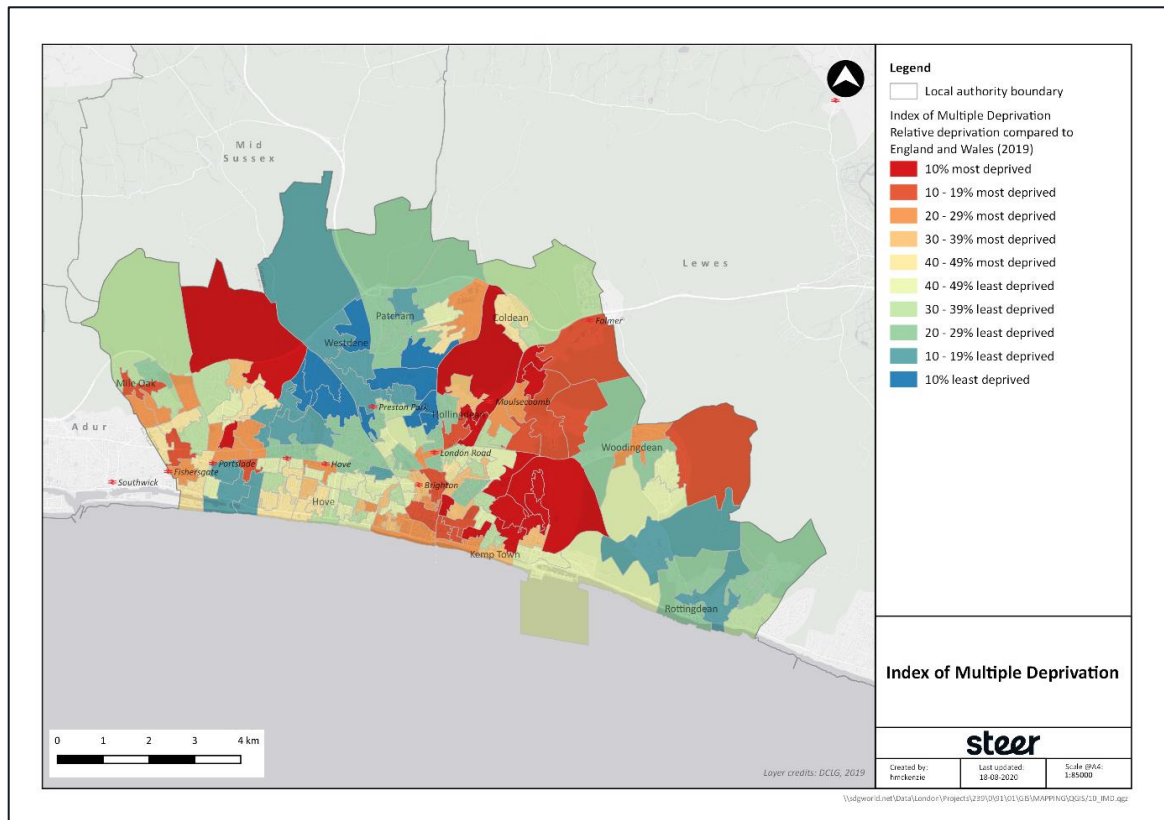 Mid
Sussex
Lewes
Adur
Patcham
Coldean
Falmer
Westdene
Mile Oak
Preston Park
Hollingdean
Moulsecoomb
Woodingdean
London Road
Hove
Portslade
Fishersgate
Southwick
Brighton
Hove
Kemp Town
Rottingdean
0 1 2 3 4 km
Layer credits: DCLG, 2019
Legend
Local authority boundary
Index of Multiple Deprivation
Relative deprivation compared to
England and Wales (2019)
10% most deprived
10 - 19% most deprived
20 - 29% most deprived
30 - 39% most deprived
40 - 49% most deprived
40 - 49% least deprived
30 - 39% least deprived
20 - 29% least deprived
10 - 19% least deprived
10% least deprived
Index of Multiple Deprivation
steer
Created by:
hmckenzie
Last updated:
18-08-2020
Scale @A4:
1:85000